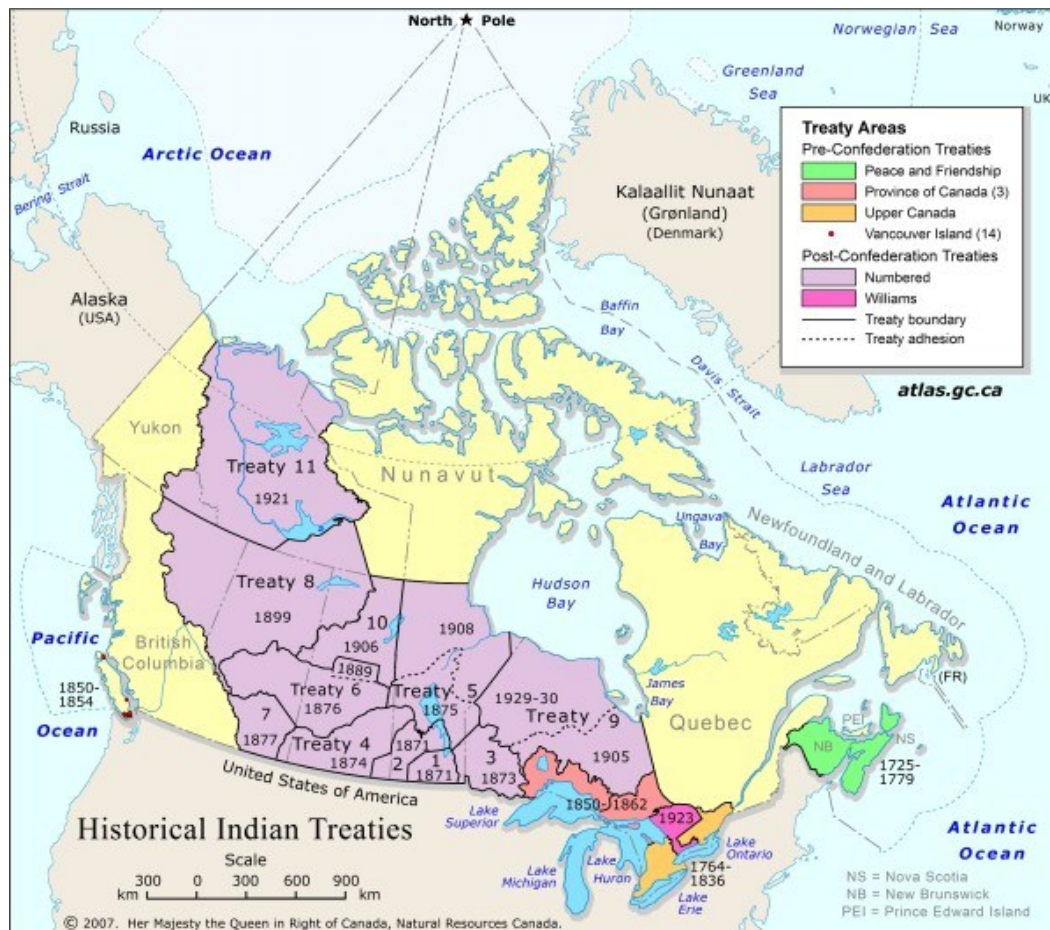 North Pole
Norwegian Sea
Norway
Greenland
Sea
UK
Russia
Arctic Ocean
Bering Strait
Kalaallit Nunaat
(Grønland)
(Denmark)
Treaty Areas
Pre-Confederation Treaties
Peace and Friendship
Province of Canada (3)
Upper Canada
Vancouver Island (14)
Post-Confederation Treaties
Numbered
Williams
Treaty boundary
Treaty adhesion
atlas.gc.ca
Alaska
(USA)
Baffin
Bay
Davis Strait
Yukon
Treaty 11
1921
Nunavut
Labrador
Sea
Atlantic
Ocean
Ungava
Bay
Newfoundland and Labrador
Hudson
Bay
Treaty 8
1899
10
1906
1908
1889
Pacific
Ocean
British
Columbia
1850-
1854
Treaty 6
1876
Treaty 5
1875
1929-30
Treaty 9
1905
James
Bay
Quebec
(FR)
PEI
NB
NS
1725-
1779
7
1877
Treaty 4
1874
1871
2
1
1871
3
1873
United States of America
1850-1862
1923
Lake
Superior
Lake
Michigan
Lake
Huron
Lake
Ontario
1764-
1836
Lake
Erie
Atlantic
Ocean
Historical Indian Treaties
Scale
km 300 0 300 600 900 km
NS = Nova Scotia
NB = New Brunswick
PEI = Prince Edward Island
© 2007. Her Majesty the Queen in Right of Canada, Natural Resources Canada.